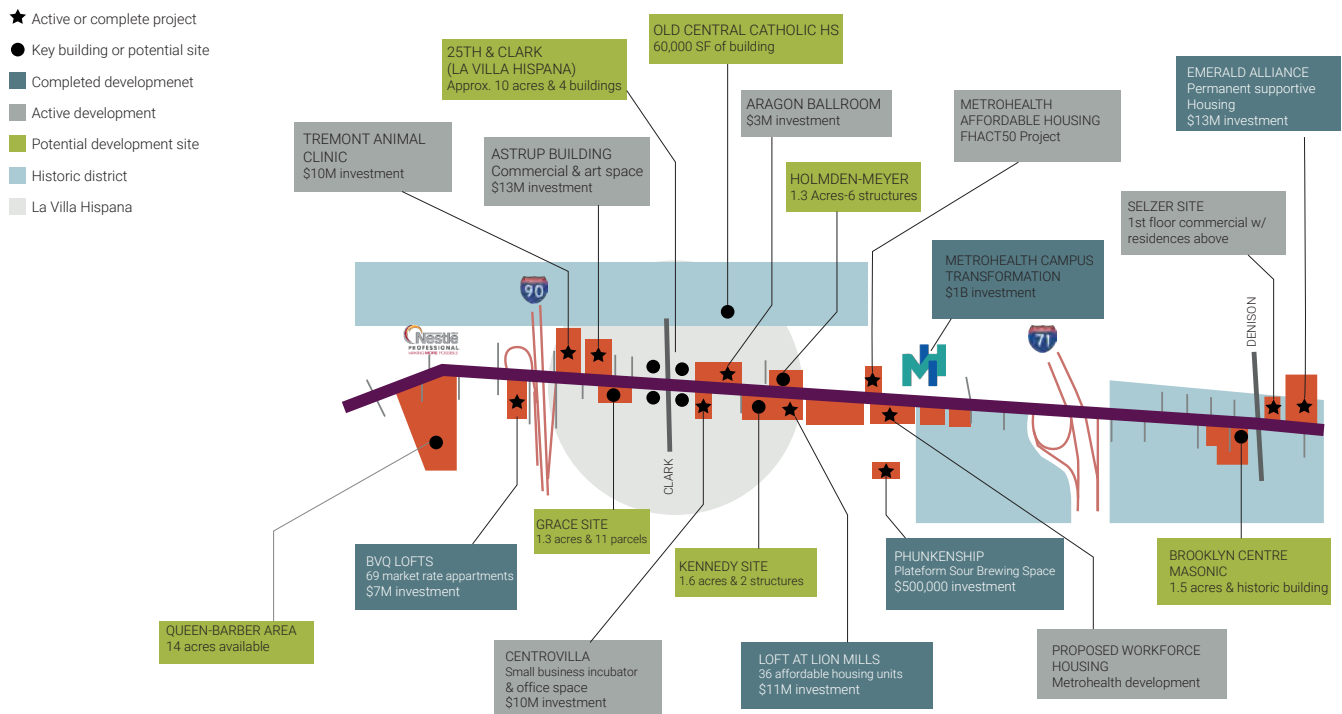 Active or complete project
Key building or potential site
Completed developmenet
Active development
Potential development site
Historic district
La Villa Hispana
25TH & CLARK
(LA VILLA HISPANA)
Approx. 10 acres & 4 buildings
OLD CENTRAL CATHOLIC HS
60,000 SF of building
EMERALD ALLIANCE
Permanent supportive
Housing
$13M investment
TREMONT ANIMAL
CLINIC
$10M investment
ASTRUP BUILDING
Commercial & art space
$13M investment
ARAGON BALLROOM
$3M investment
METROHEALTH
AFFORDABLE HOUSING
FHACT50 Project
HOLMDEN-MEYER
1.3 Acres-6 structures
SELZER SITE
1st floor commercial w/
residences above
METROHEALTH CAMPUS
TRANSFORMATION
$1B investment
90
71
DENISON
Nestlé
PROFESSIONAL
MAKING MORE POSSIBLE
CLARK
GRACE SITE
1.3 acres & 11 parcels
BVQ LOFTS
69 market rate appartments
$7M investment
KENNEDY SITE
1.6 acres & 2 structures
PHUNKENSHIP
Plateform Sour Brewing Space
$500,000 investment
BROOKLYN CENTRE
MASONIC
1.5 acres & historic building
QUEEN-BARBER AREA
14 acres available
CENTROVILLA
Small business incubator
& office space
$10M investment
LOFT AT LION MILLS
36 affordable housing units
$11M investment
PROPOSED WORKFORCE
HOUSING
Metrohealth development